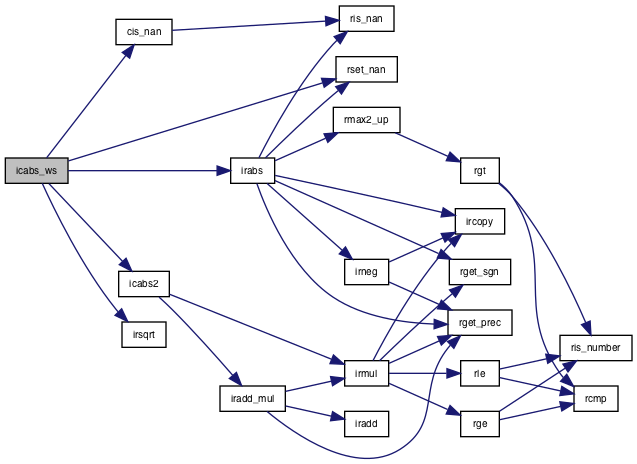 icabs_ws
cis_nan
ris_nan
rset_nan
rmax2_up
irabs
rgt
ircopy
irneg
rget_sgn
icabs2
rget_prec
irsqrt
ris_number
irmul
rle
iradd_mul
rcmp
iradd
rge